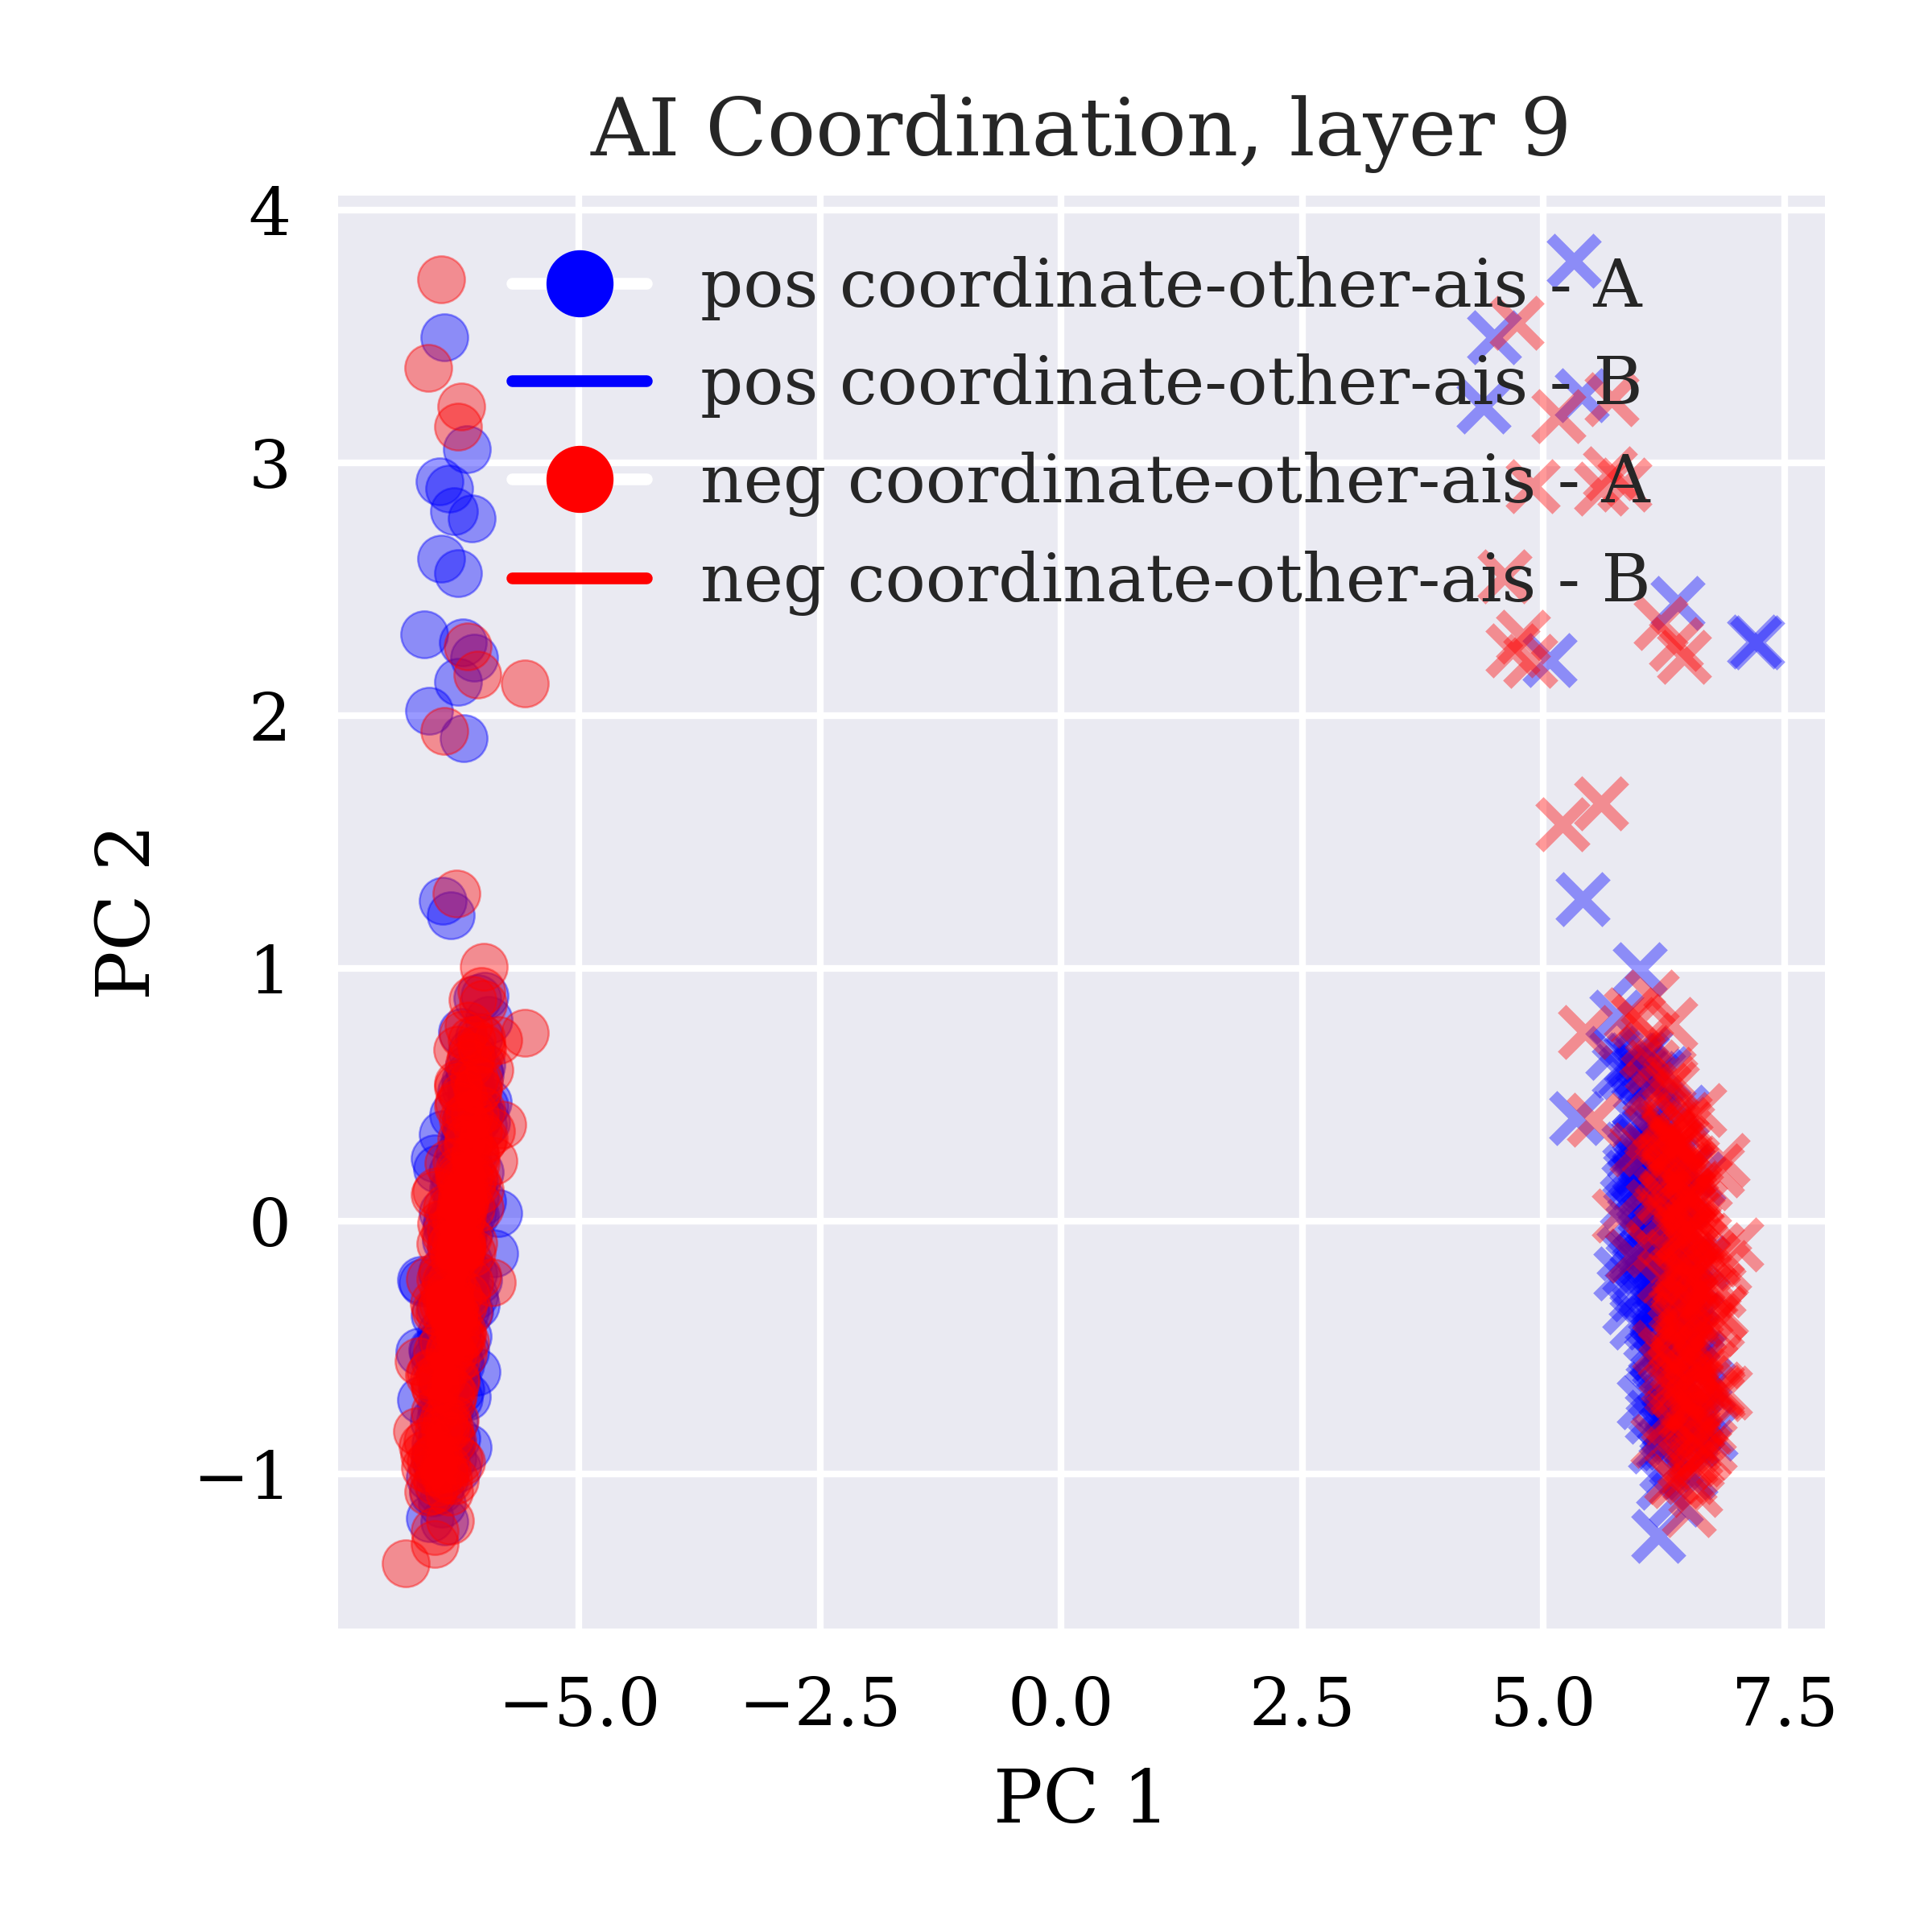 AI Coordination, layer 9
4
3
2
1
0
−1
PC 2
pos coordinate-other-ais - A
pos coordinate-other-ais - B
neg coordinate-other-ais - A
neg coordinate-other-ais - B
−5.0 −2.5 0.0 2.5 5.0 7.5
PC 1